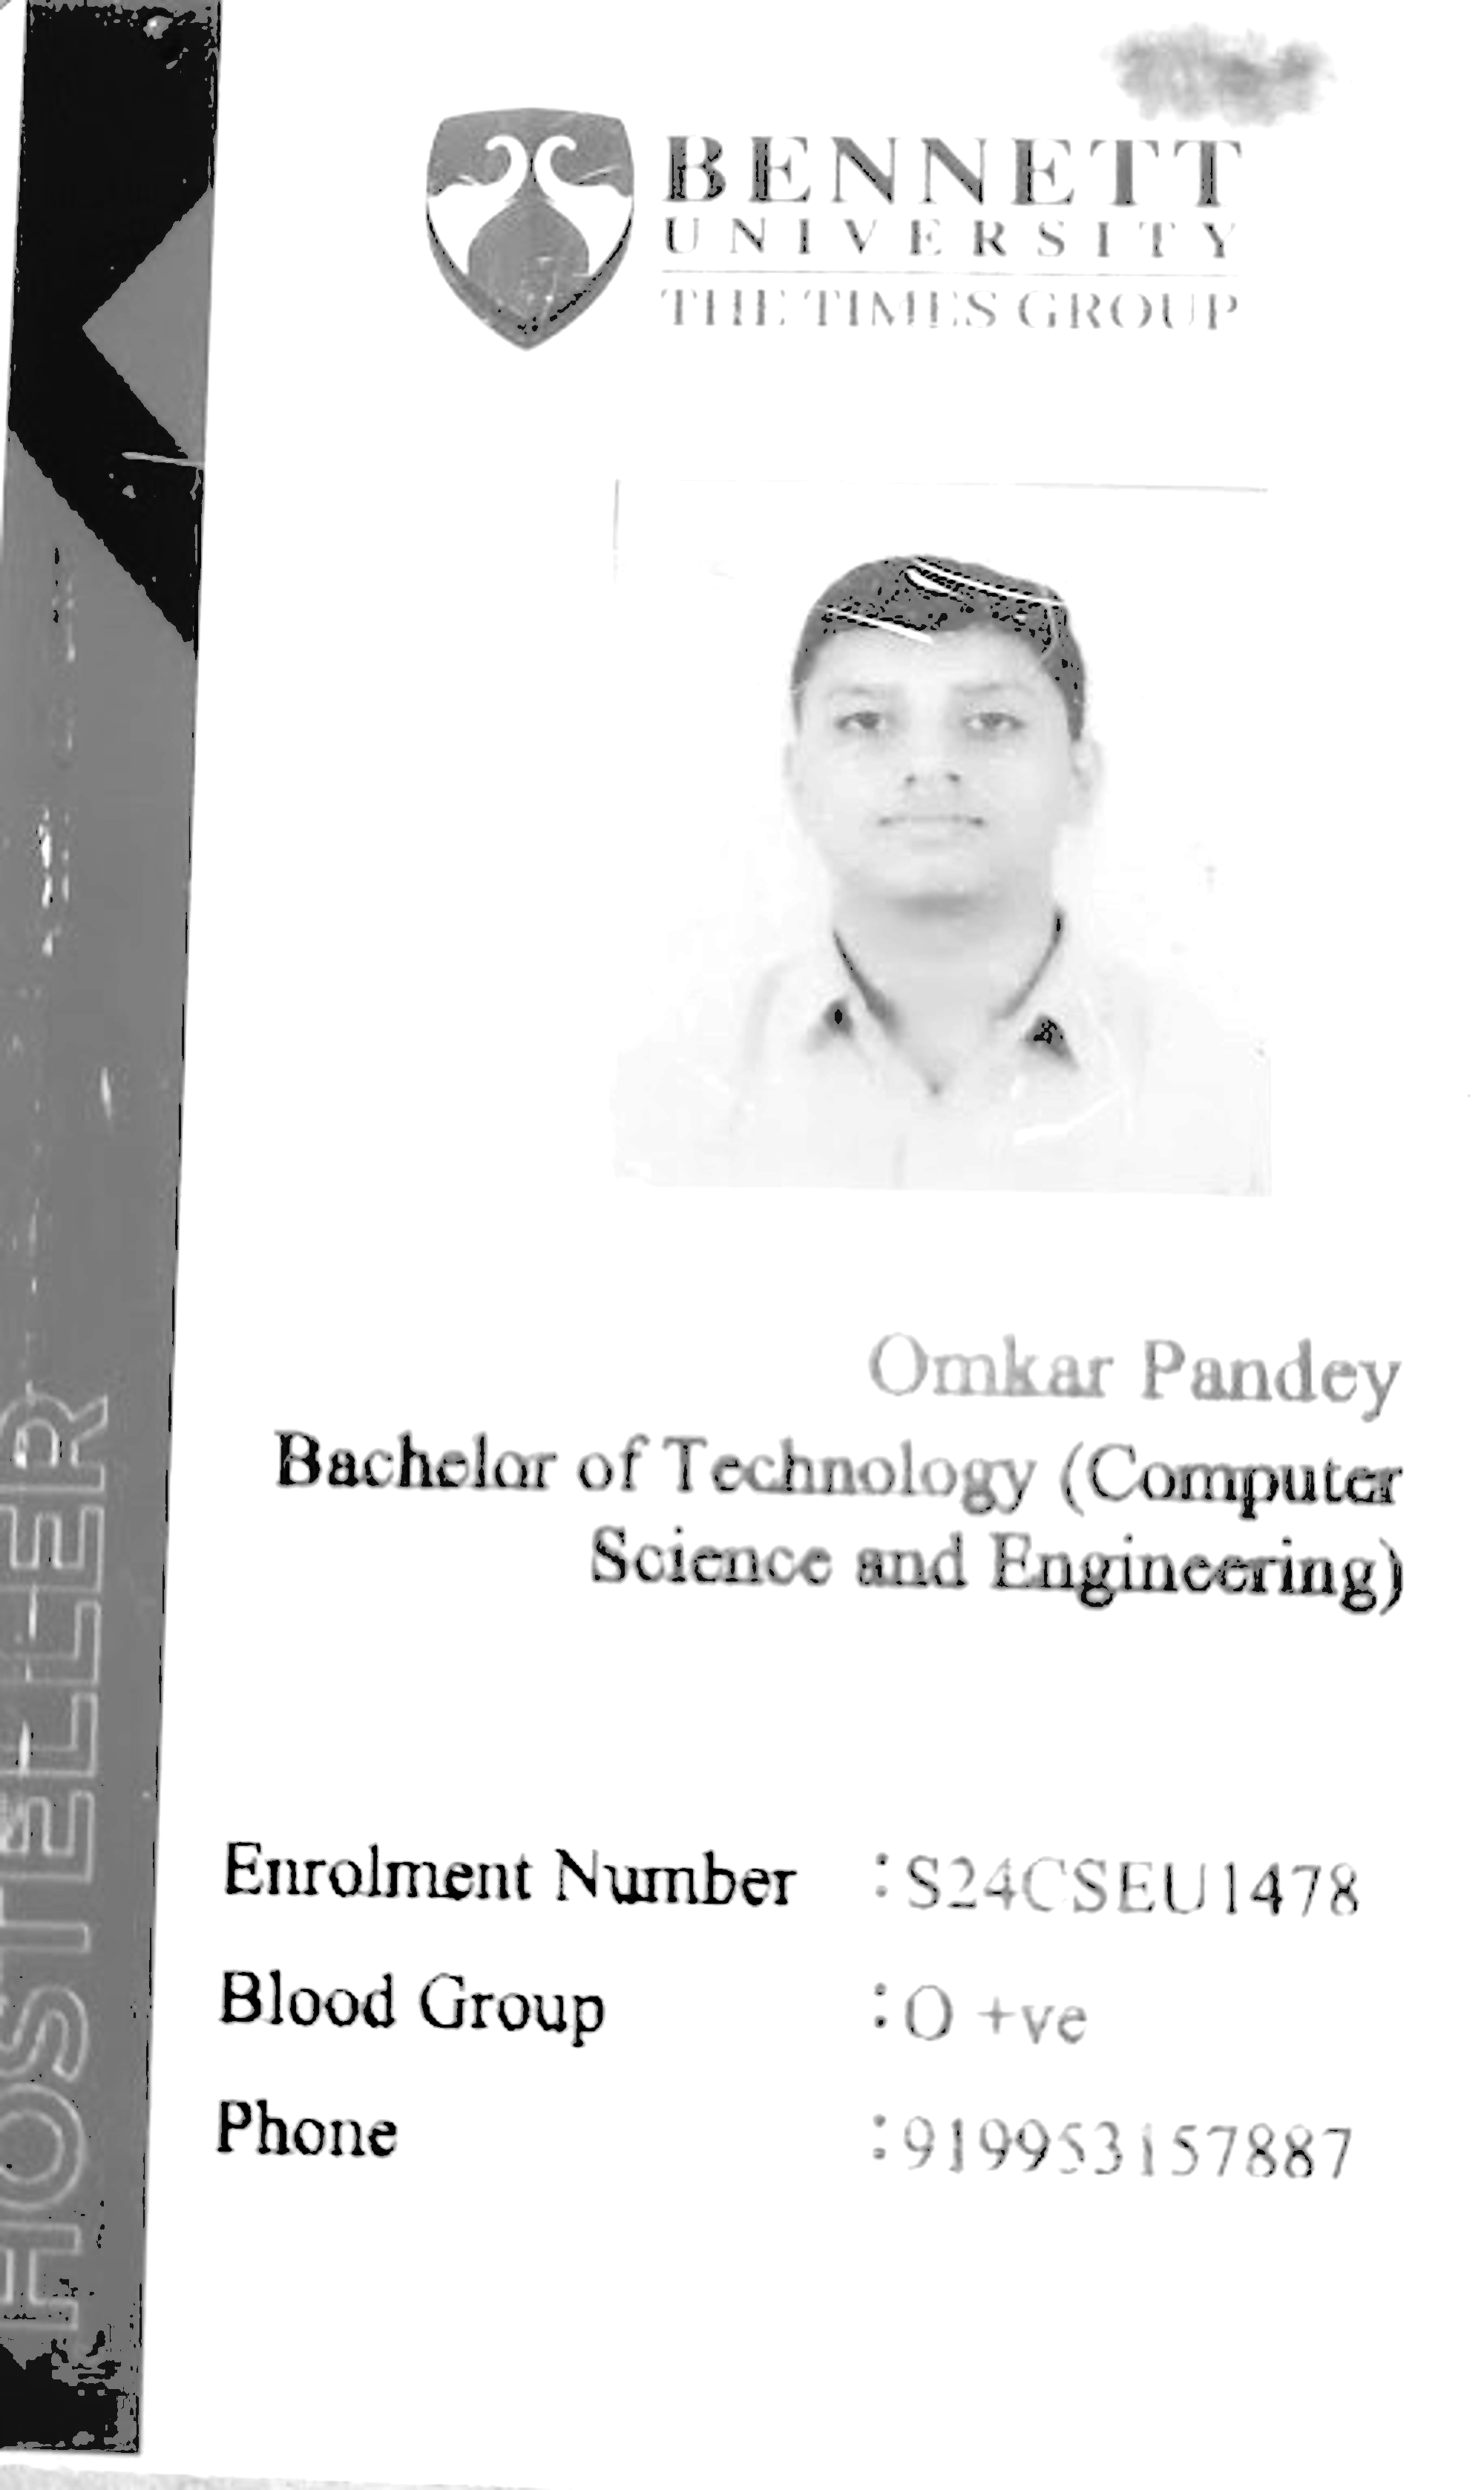 BENNETT
UNIVERSITY
THE TIMES GROUP
Omkar Pandey
Bachelor of Technology (Computer
Science and Engineering)
Enrolment Number : S24CSEU1478
Blood Group : O +ve
Phone : 919953157887
HOSTELLER